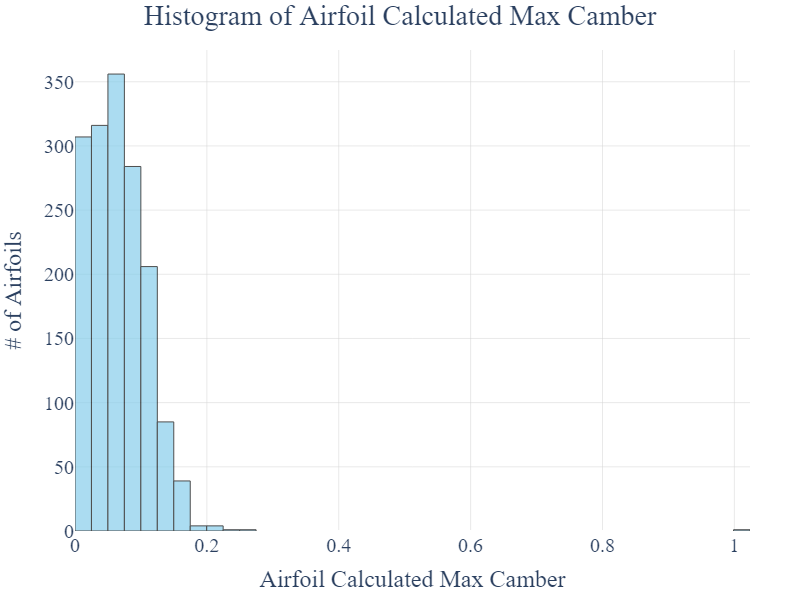 Histogram of Airfoil Calculated Max Camber
# of Airfoils
350
300
250
200
150
100
50
0
0 0.2 0.4 0.6 0.8 1
Airfoil Calculated Max Camber